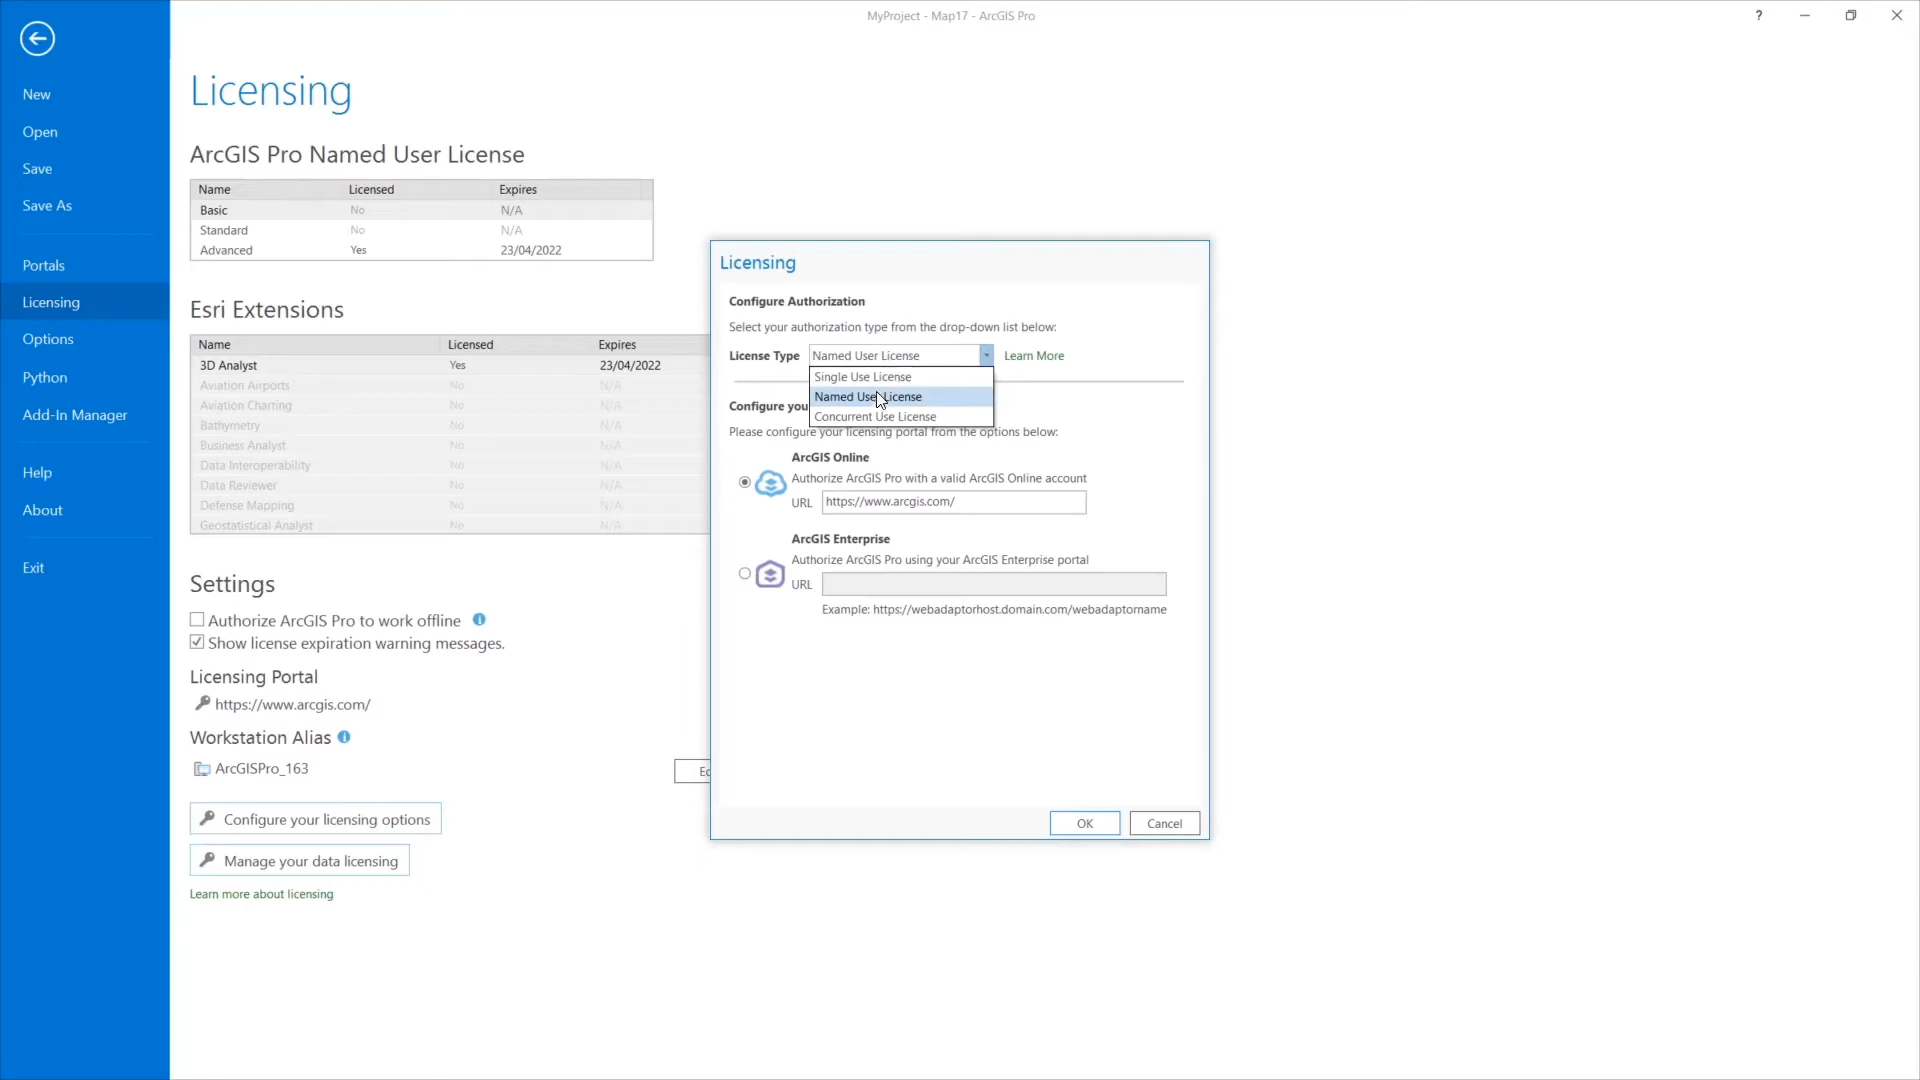 MyProject - Map17 - ArcGIS Pro
?
New
Open
Save
Save As
Portals
Licensing
Options
Python
Add-In Manager
Help
About
Exit
Licensing
ArcGIS Pro Named User License
Name Licensed Expires
Basic No N/A
Standard No N/A
Advanced Yes 23/04/2022
Esri Extensions
Name Licensed Expires
3D Analyst Yes 23/04/2022
Aviation Airports No N/A
Aviation Charting No N/A
Bathymetry No N/A
Business Analyst No N/A
Data Interoperability No N/A
Data Reviewer No N/A
Defense Mapping No N/A
Geostatistical Analyst No N/A
Settings
Authorize ArcGIS Pro to work offline
Show license expiration warning messages.
Licensing Portal
https://www.arcgis.com/
Workstation Alias
ArcGISPro_163
Configure your licensing options
Manage your data licensing
Learn more about licensing
Licensing
Configure Authorization
Select your authorization type from the drop-down list below:
License Type Named User License Learn More
Single Use License
Named User License
Concurrent Use License
Configure you
Please configure your licensing portal from the options below:
ArcGIS Online
Authorize ArcGIS Pro with a valid ArcGIS Online account
URL https://www.arcgis.com/
ArcGIS Enterprise
Authorize ArcGIS Pro using your ArcGIS Enterprise portal
URL
Example: https://webadaptorhost.domain.com/webadaptorname
OK Cancel